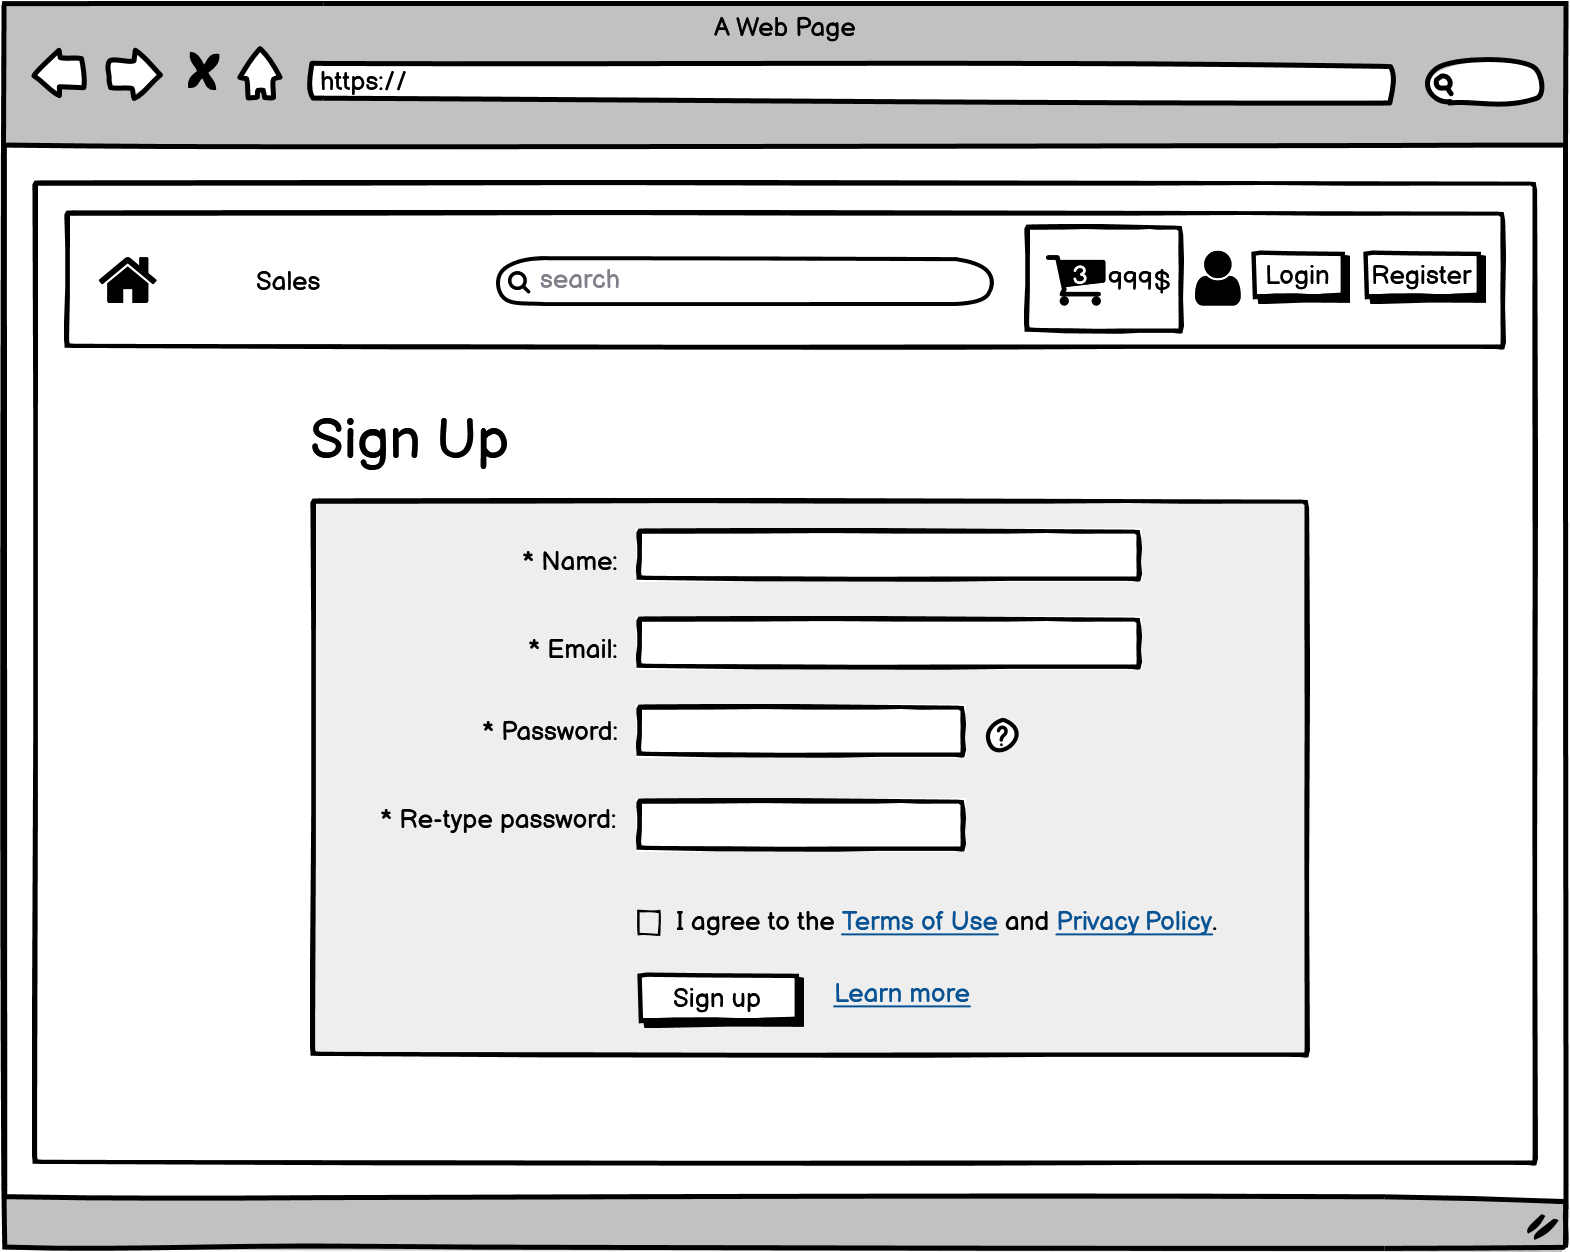 A Web Page
https://
Sales
search
3
999$
Login
Register
Sign Up
* Name:
* Email:
* Password:
?
* Re-type password:
I agree to the Terms of Use and Privacy Policy.
Sign up
Learn more